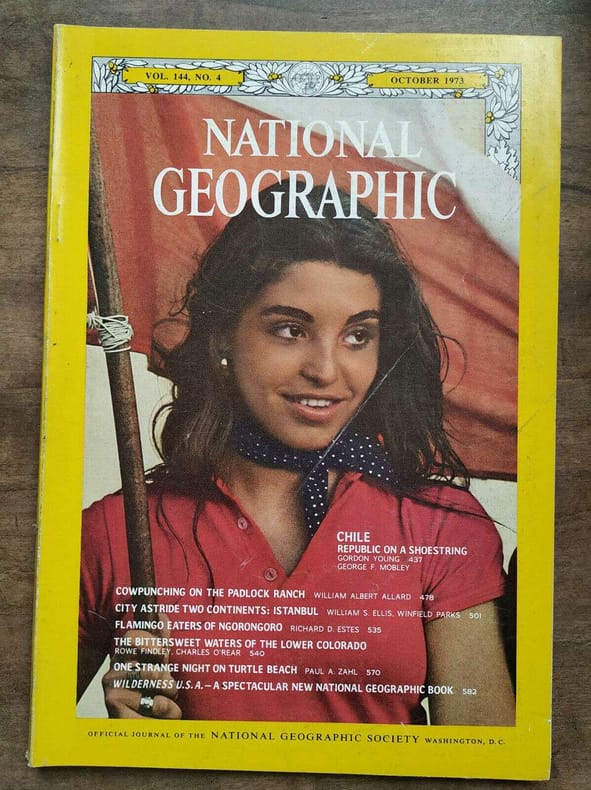 VOL. 144, NO. 4
OCTOBER 1973
NATIONAL
GEOGRAPHIC
CHILE
REPUBLIC ON A SHOESTRING
GORDON YOUNG 437
GEORGE F. MOBLEY
COWPUNCHING ON THE PADLOCK RANCH WILLIAM ALBERT ALLARD 478
CITY ASTRIDE TWO CONTINENTS: ISTANBUL WILLIAM S. ELLIS, WINFIELD PARKS 501
FLAMINGO EATERS OF NGORONGORO RICHARD D. ESTES 535
THE BITTERSWEET WATERS OF THE LOWER COLORADO
ROWE FINDLEY, CHARLES O'REAR 540
ONE STRANGE NIGHT ON TURTLE BEACH PAUL A. ZAHL 570
WILDERNESS U.S.A.—A SPECTACULAR NEW NATIONAL GEOGRAPHIC BOOK 582
OFFICIAL JOURNAL OF THE NATIONAL GEOGRAPHIC SOCIETY WASHINGTON, D.C.